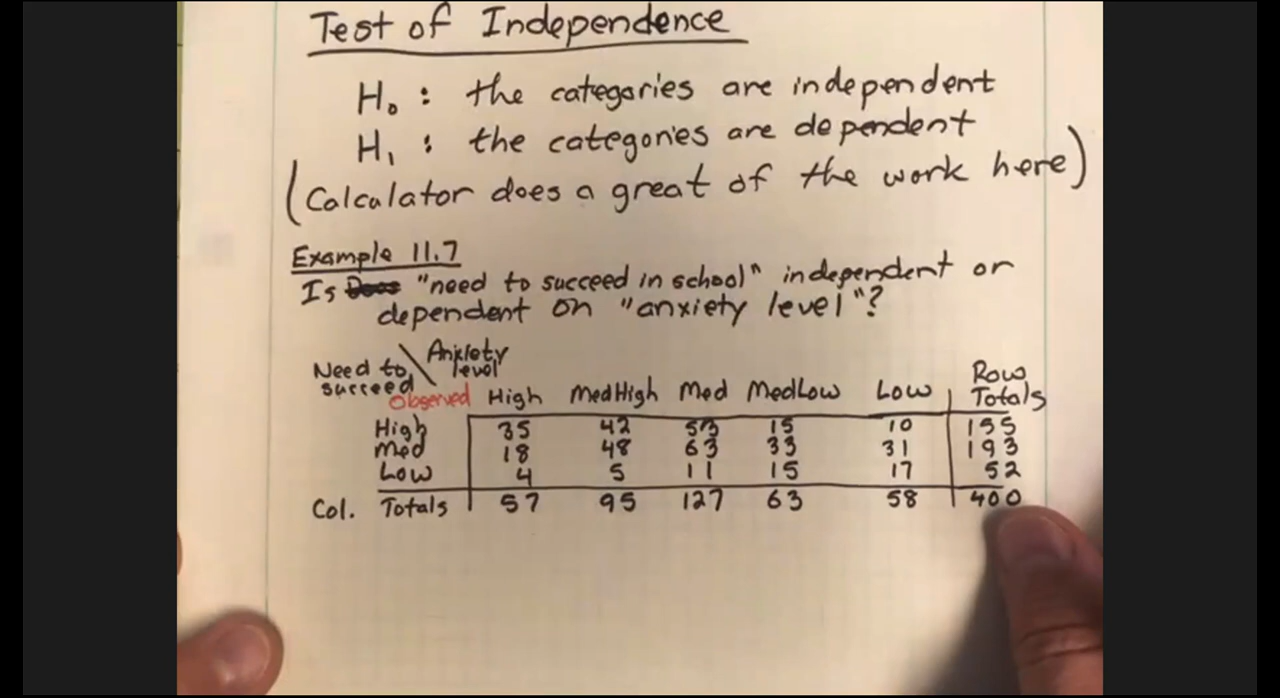 Test of Independence
H₀ : the categories are independent
H₁ : the categories are dependent
(Calculator does a great of the work here)
Example 11.7
Is "need to succeed in school" independent or
dependent on "anxiety level"?
Need to succeed \ Anxiety level
Observed High MedHigh Med MedLow Low Row Totals
High 35 42 53 15 10 155
Med 18 48 63 33 31 193
Low 4 5 11 15 17 52
Col. Totals 57 95 127 63 58 400